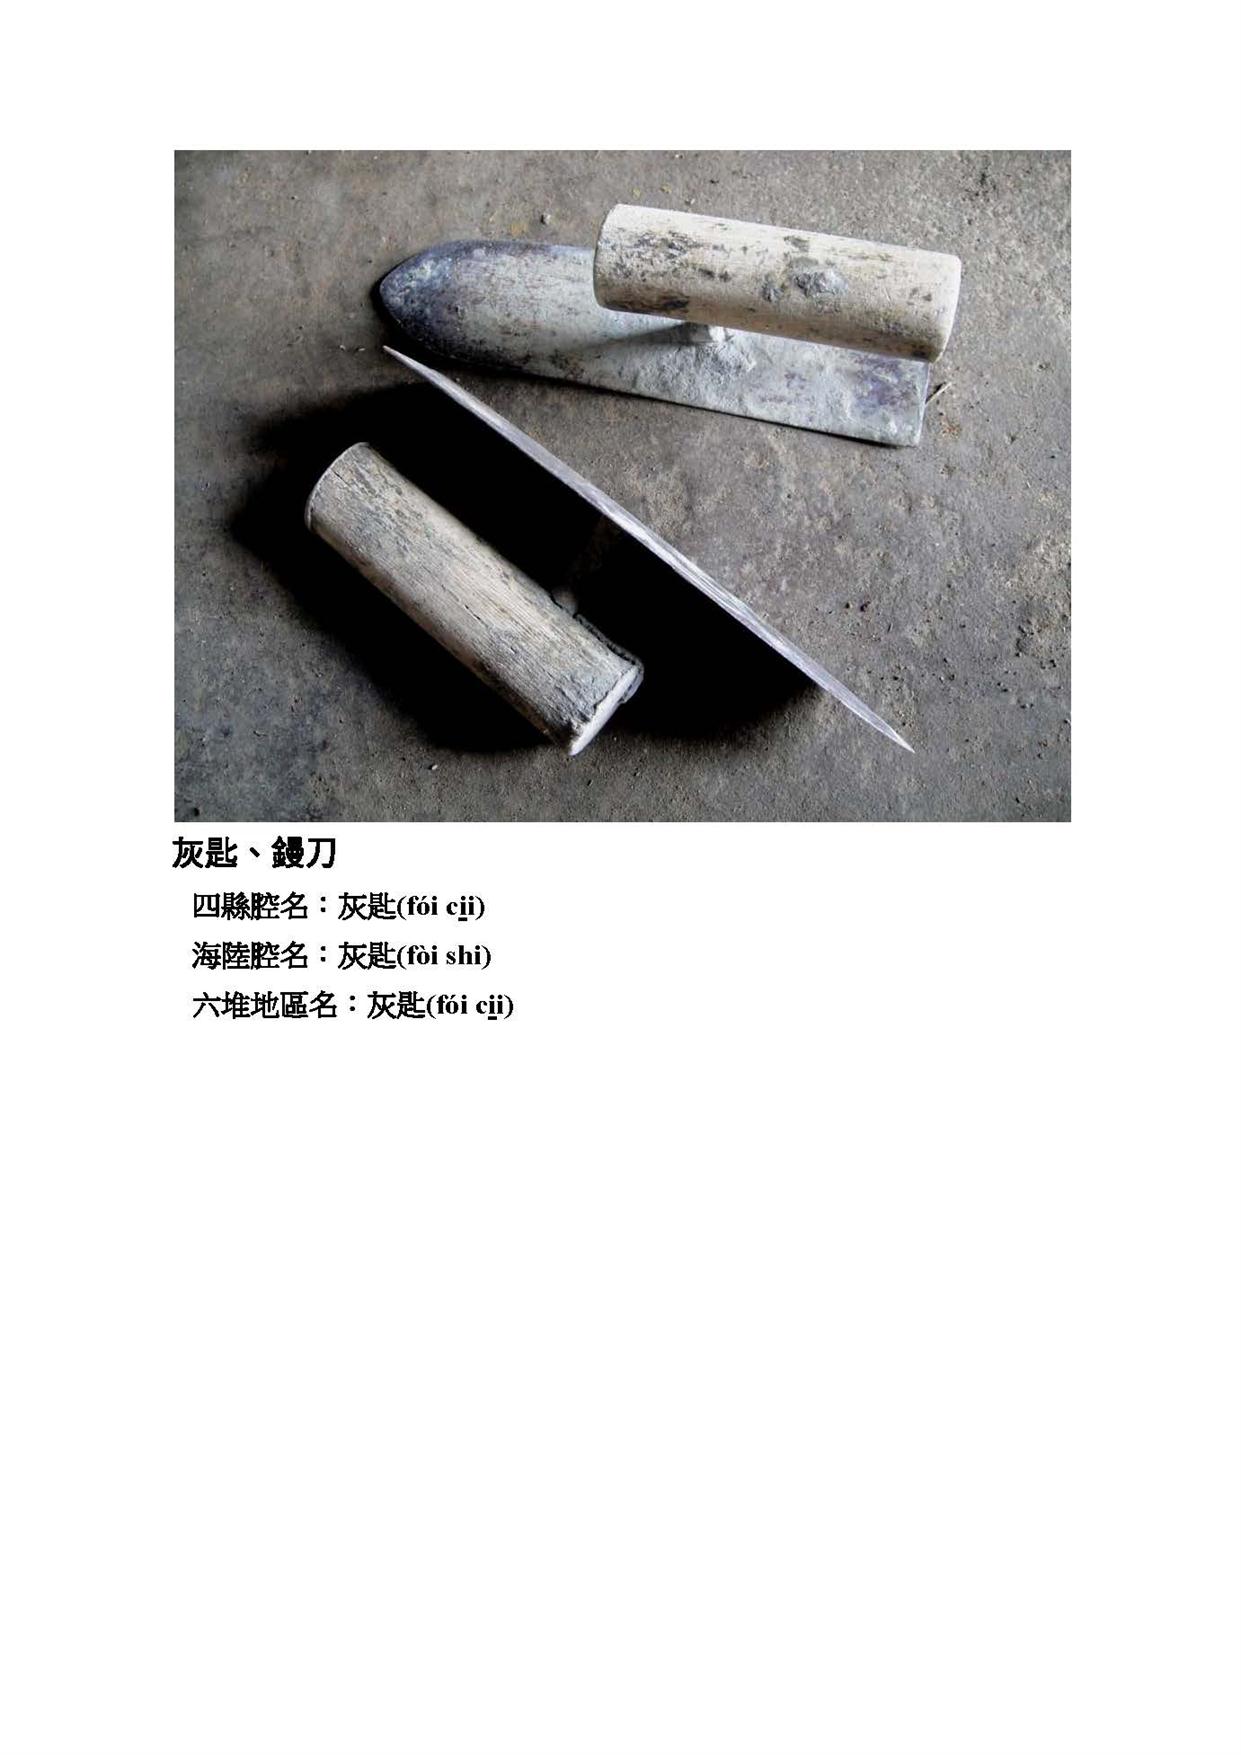 灰匙、鏝刀
四縣腔名：灰匙(fói cii)
海陸腔名：灰匙(fòi shi)
六堆地區名：灰匙(fói cii)